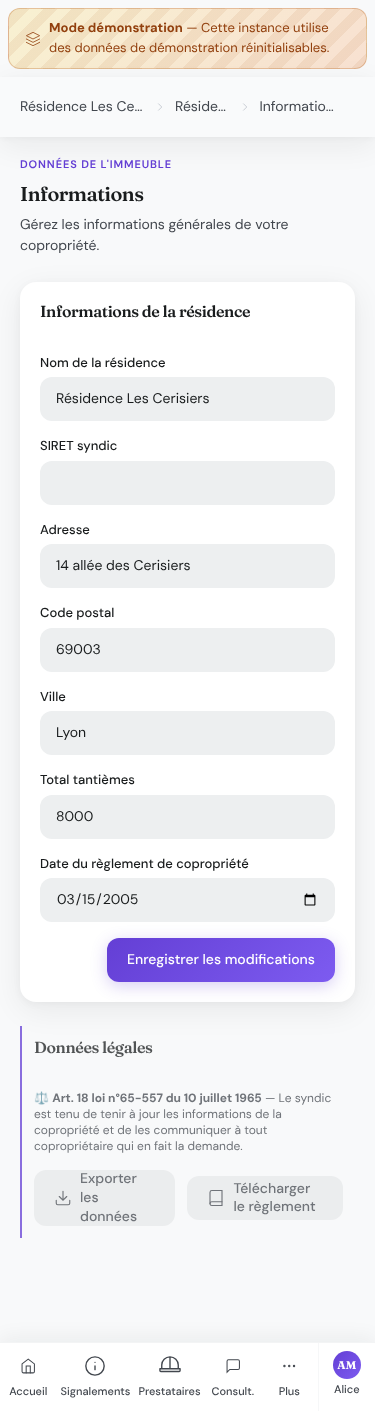 Mode démonstration — Cette instance utilise
des données de démonstration réinitialisables.
Résidence Les Ce… Réside… Informatio…
DONNÉES DE L'IMMEUBLE
Informations
Gérez les informations générales de votre
copropriété.
Informations de la résidence
Nom de la résidence
Résidence Les Cerisiers
SIRET syndic
Adresse
14 allée des Cerisiers
Code postal
69003
Ville
Lyon
Total tantièmes
8000
Date du règlement de copropriété
03/15/2005
Enregistrer les modifications
Données légales
⚖️ Art. 18 loi n°65-557 du 10 juillet 1965 — Le syndic
est tenu de tenir à jour les informations de la
copropriété et de les communiquer à tout
copropriétaire qui en fait la demande.
Exporter
les
données
Télécharger
le règlement
Accueil Signalements Prestataires Consult. Plus
AM
Alice